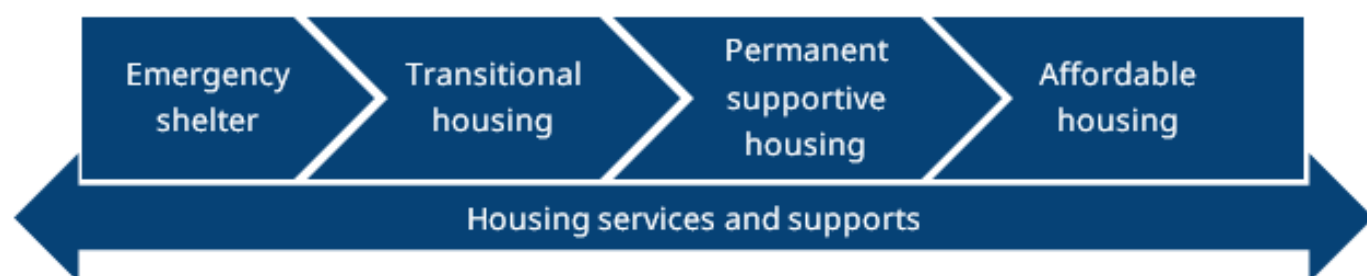 Emergency
shelter
Transitional
housing
Permanent
supportive
housing
Affordable
housing
Housing services and supports